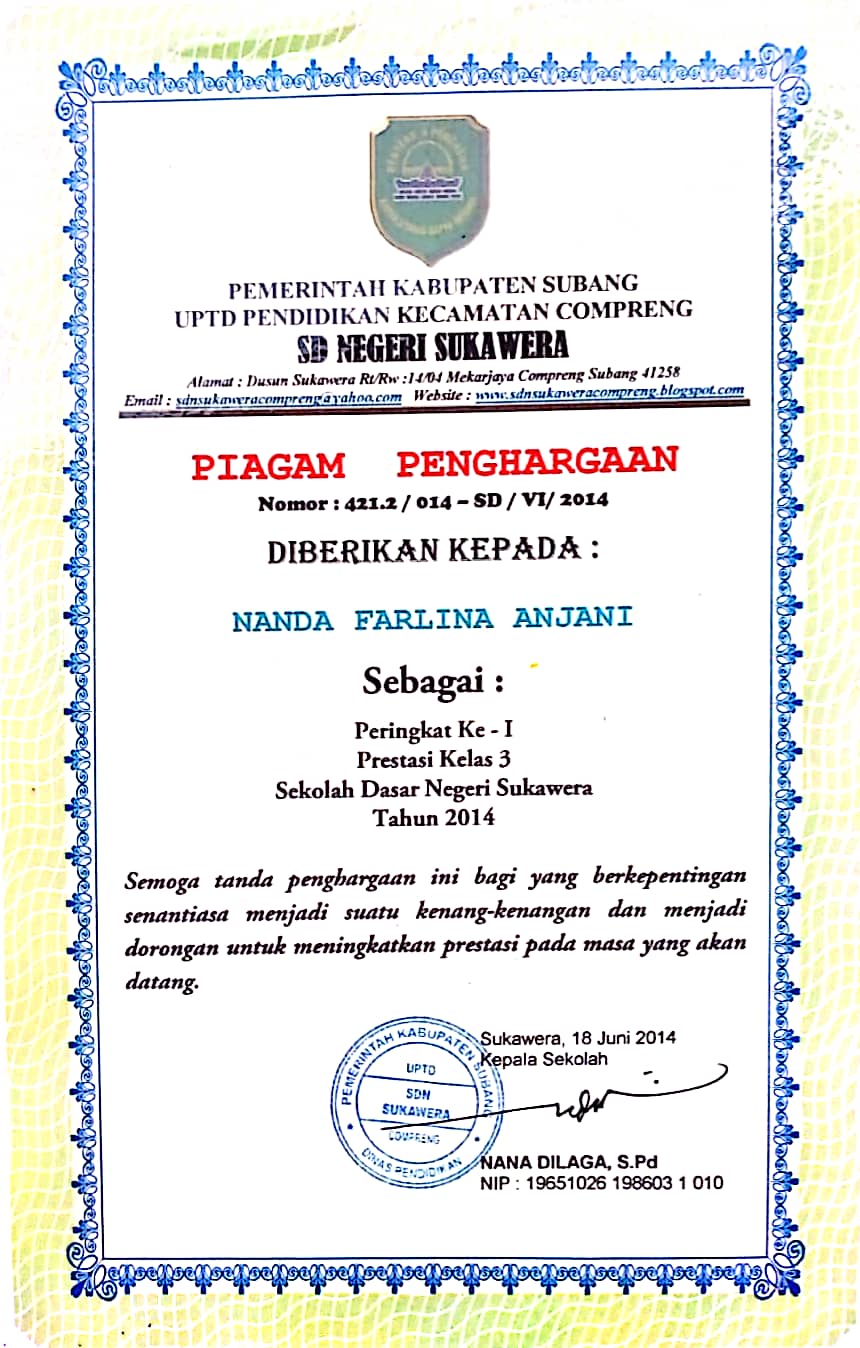 PEMERINTAH KABUPATEN SUBANG
UPTD PENDIDIKAN KECAMATAN COMPRENG
SD NEGERI SUKAWERA
Alamat : Dusun Sukawera Rt/Rw :14/04 Mekarjaya Compreng Subang 41258
Email : sdnsukaweracompreng@yahoo.com Website : www.sdnsukaweracompreng.blogspot.com
PIAGAM PENGHARGAAN
Nomor : 421.2 / 014 – SD / VI/ 2014
DIBERIKAN KEPADA :
NANDA FARLINA ANJANI
Sebagai :
Peringkat Ke - I
Prestasi Kelas 3
Sekolah Dasar Negeri Sukawera
Tahun 2014
Semoga tanda penghargaan ini bagi yang berkepentingan
senantiasa menjadi suatu kenang-kenangan dan menjadi
dorongan untuk meningkatkan prestasi pada masa yang akan
datang.
Sukawera, 18 Juni 2014
Kepala Sekolah
PEMERINTAH KABUPATEN SUBANG
UPTD
SDN
SUKAWERA
COMPRENG
DINAS PENDIDIKAN
NANA DILAGA, S.Pd
NIP : 19651026 198603 1 010